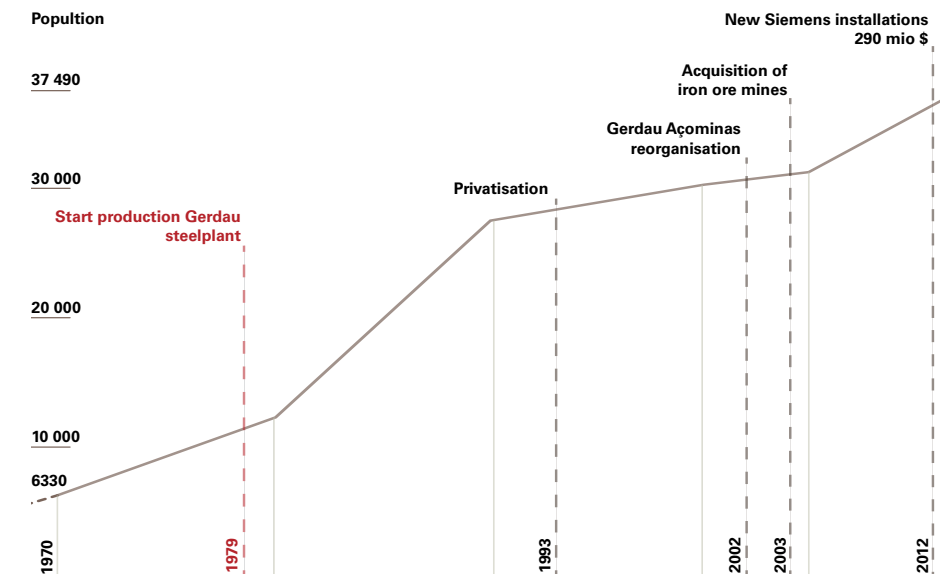 Popultion
New Siemens installations
290 mio $
37 490
Acquisition of
iron ore mines
Gerdau Açominas
reorganisation
30 000
Privatisation
Start production Gerdau
steelplant
20 000
10 000
6330
1970
1979
1993
2002
2003
2012